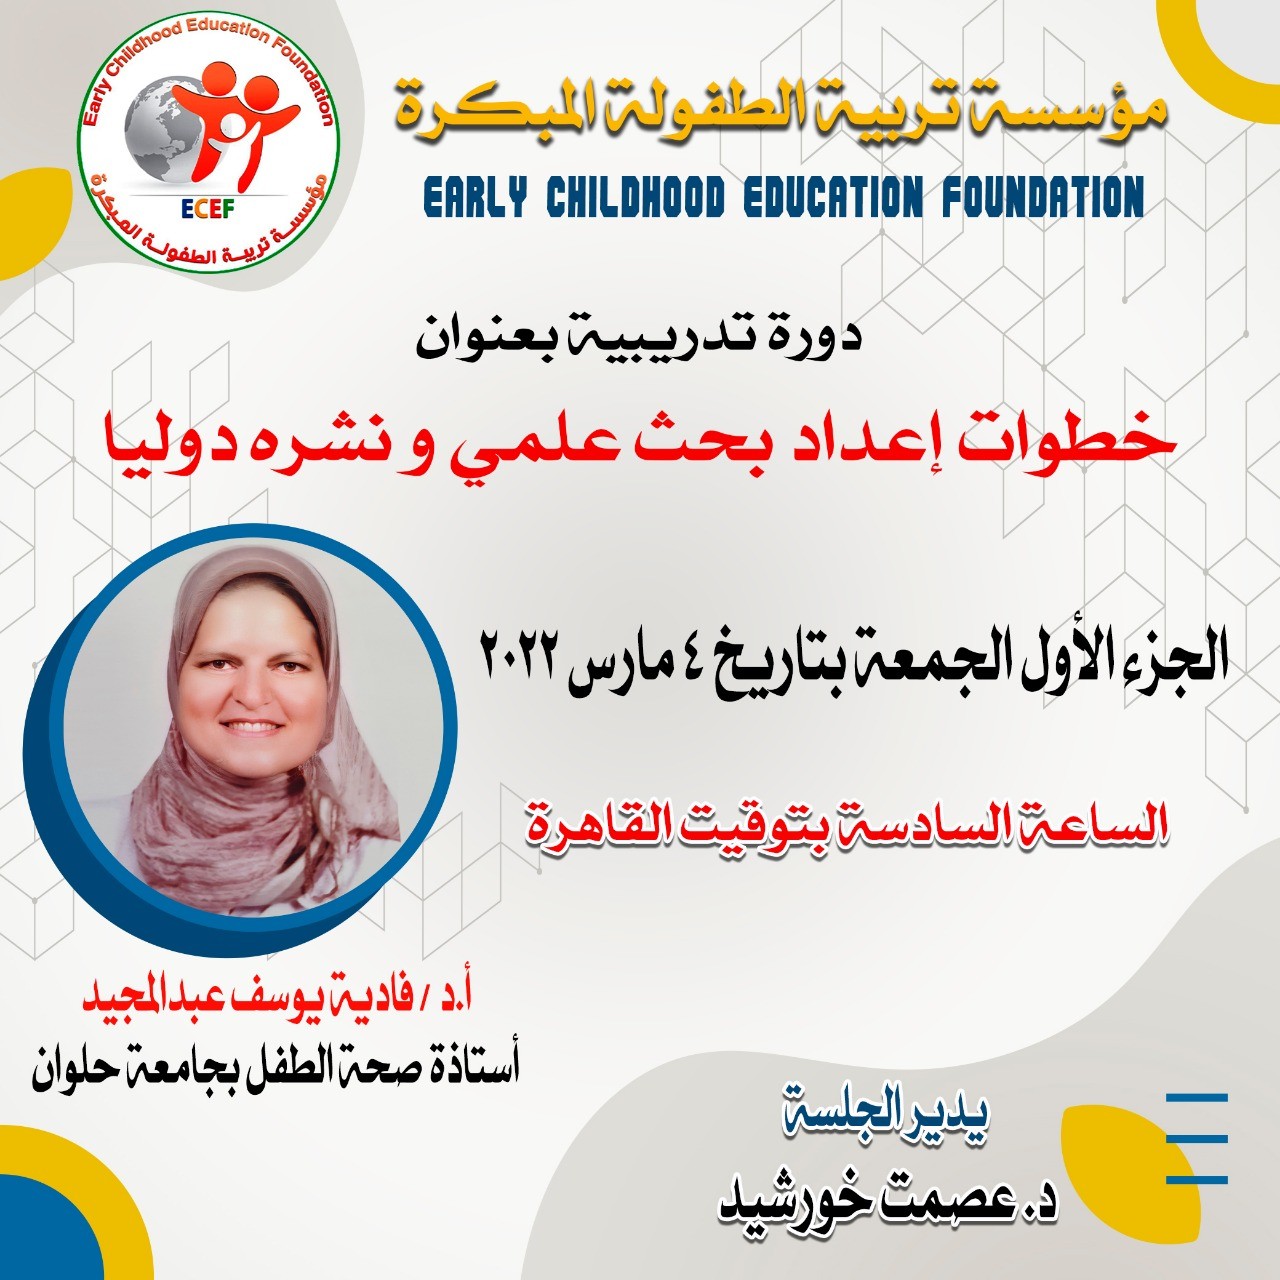 Early Childhood Education Foundation
ECEF
مؤسسة تربية الطفولة المبكرة
مؤسسة تربية الطفولة المبكرة
EARLY CHILDHOOD EDUCATION FOUNDATION
دورة تدريبية بعنوان
خطوات إعداد بحث علمي و نشره دوليا
الجزء الأول الجمعة بتاريخ ٤ مارس ٢٠٢٢
الساعة السادسة بتوقيت القاهرة
أ.د / فادية يوسف عبدالمجيد
أستاذة صحة الطفل بجامعة حلوان
يدير الجلسة
د. عصمت خورشيد